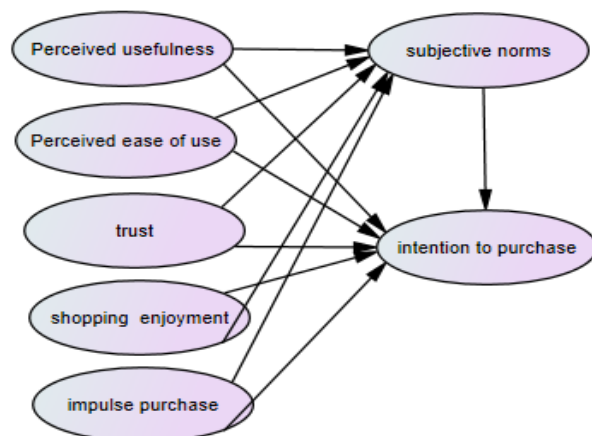 Perceived usefulness
subjective norms
Perceived ease of use
trust
intention to purchase
shopping enjoyment
impulse purchase